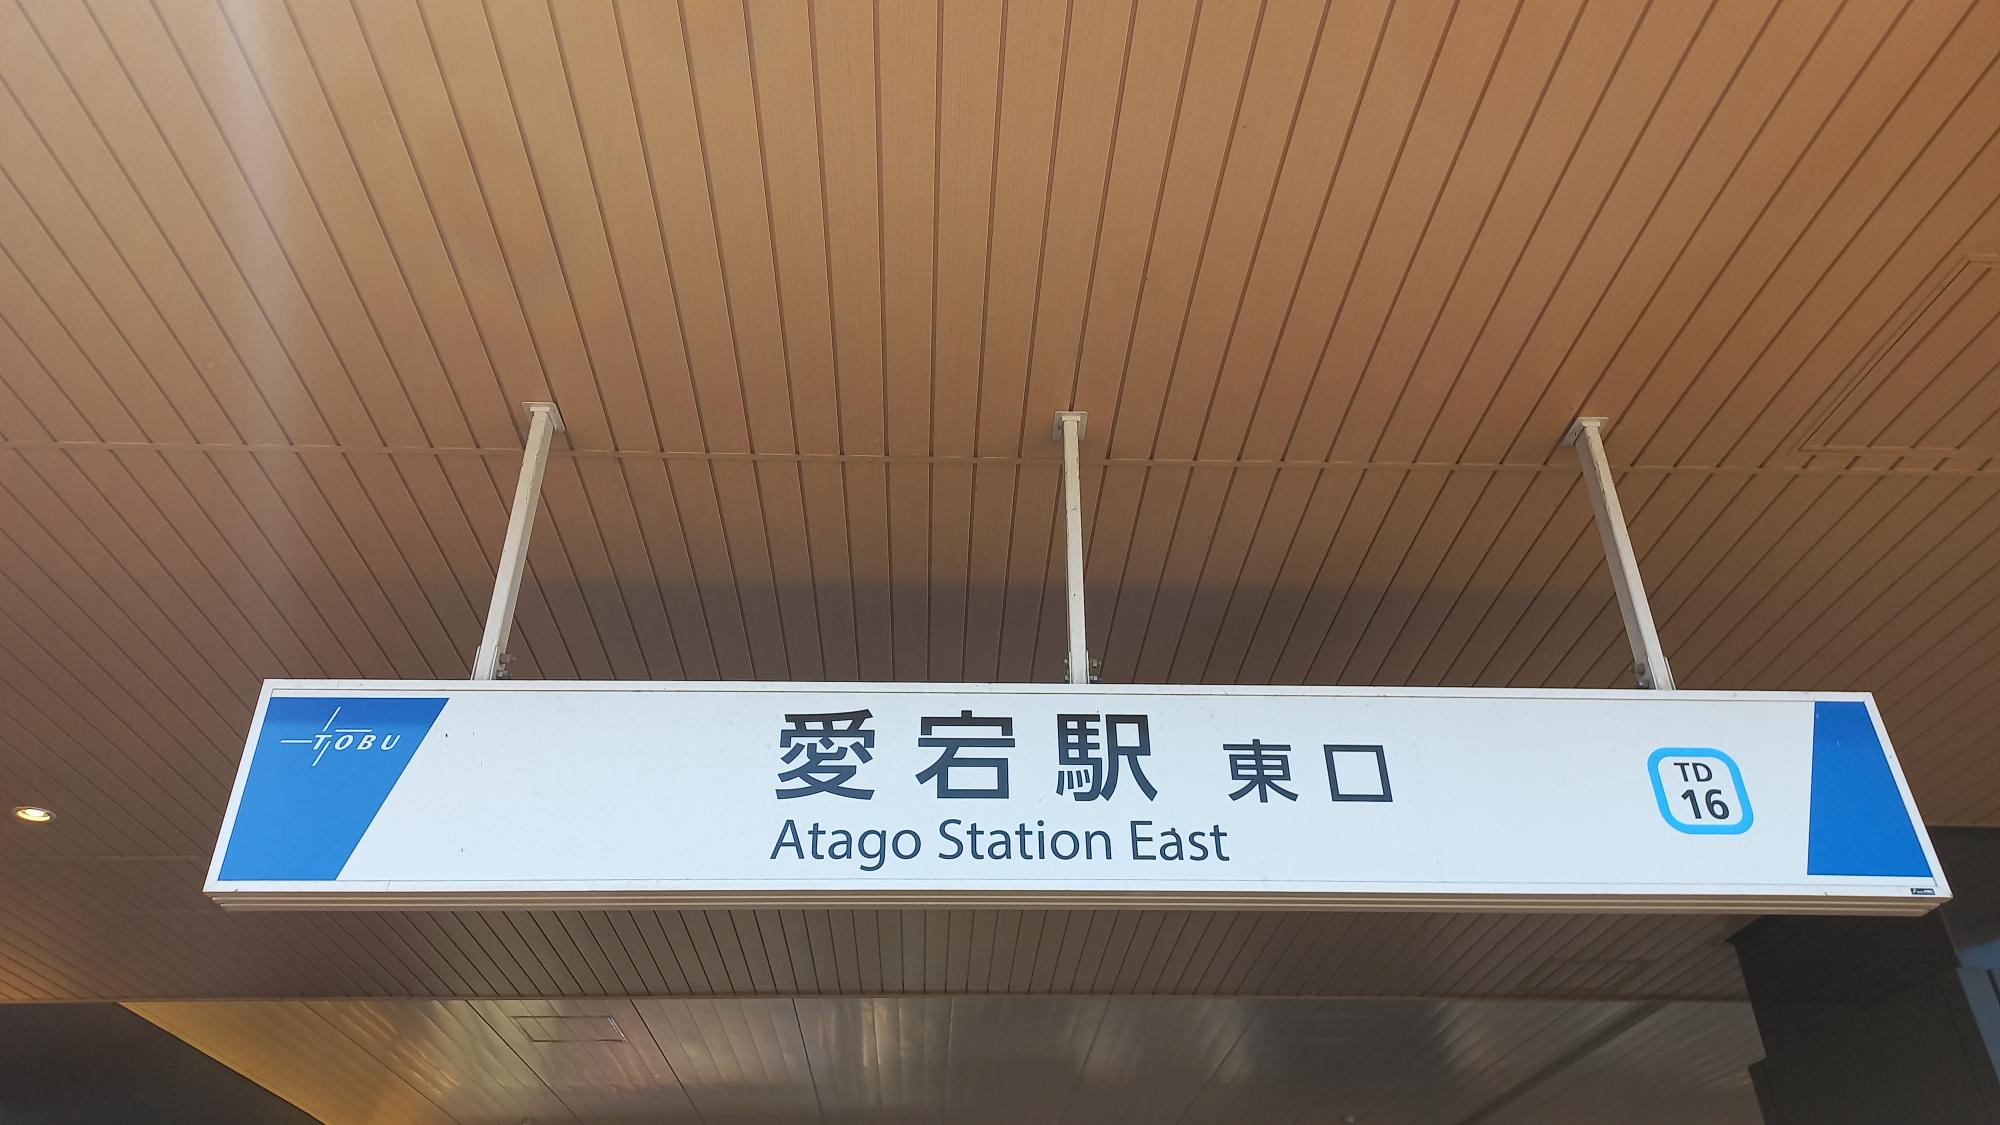 TOBU
愛宕駅 東口
Atago Station East
TD
16